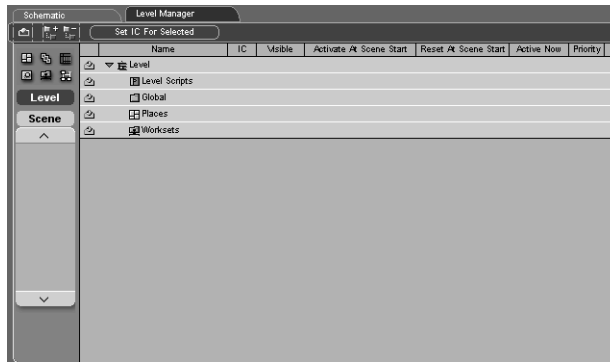 Schematic Level Manager
Set IC For Selected
Name IC Visible Activate At Scene Start Reset At Scene Start Active Now Priority
Level
Level Scripts
Global
Places
Worksets
Level
Scene